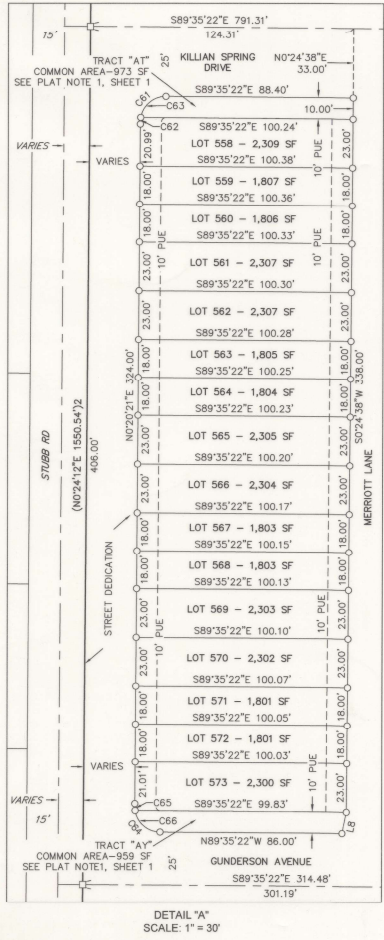 S89°35'22"E 791.31'
15'
124.31'
TRACT "AT"
COMMON AREA-973 SF
SEE PLAT NOTE 1, SHEET 1
25'
KILLIAN SPRING
DRIVE
N0°24'38"E
33.00'
S89°35'22"E 88.40'
C61
C63
10.00'
C62
S89°35'22"E 100.24'
VARIES
VARIES
20.99'
LOT 558 - 2,309 SF
23.00'
S89°35'22"E 100.38'
18.00'
LOT 559 - 1,807 SF
18.00'
S89°35'22"E 100.36'
18.00'
LOT 560 - 1,806 SF
18.00'
10' PUE
S89°35'22"E 100.33'
10' PUE
23.00'
LOT 561 - 2,307 SF
23.00'
S89°35'22"E 100.30'
23.00'
LOT 562 - 2,307 SF
23.00'
S89°35'22"E 100.28'
18.00'
LOT 563 - 1,805 SF
18.00'
S89°35'22"E 100.25'
N0°20'21"E 324.00'
18.00'
LOT 564 - 1,804 SF
18.00'
S0°24'38"W 338.00'
S89°35'22"E 100.23'
23.00'
LOT 565 - 2,305 SF
23.00'
S89°35'22"E 100.20'
STUBB RD
(N0°24'12"E 1550.54')2
406.00'
MERRIOTT LANE
23.00'
LOT 566 - 2,304 SF
23.00'
S89°35'22"E 100.17'
18.00'
LOT 567 - 1,803 SF
18.00'
S89°35'22"E 100.15'
18.00'
LOT 568 - 1,803 SF
18.00'
S89°35'22"E 100.13'
STREET DEDICATION
23.00'
LOT 569 - 2,303 SF
23.00'
S89°35'22"E 100.10'
10' PUE
10' PUE
23.00'
LOT 570 - 2,302 SF
23.00'
S89°35'22"E 100.07'
18.00'
LOT 571 - 1,801 SF
18.00'
S89°35'22"E 100.05'
18.00'
LOT 572 - 1,801 SF
18.00'
S89°35'22"E 100.03'
VARIES
21.01'
LOT 573 - 2,300 SF
10' PUE
23.00'
VARIES
C65
S89°35'22"E 99.83'
15'
C64
C66
L8
TRACT "AY"
COMMON AREA-959 SF
SEE PLAT NOTE1, SHEET 1
25'
N89°35'22"W 86.00'
GUNDERSON AVENUE
S89°35'22"E 314.48'
301.19'
DETAIL "A"
SCALE: 1" = 30'